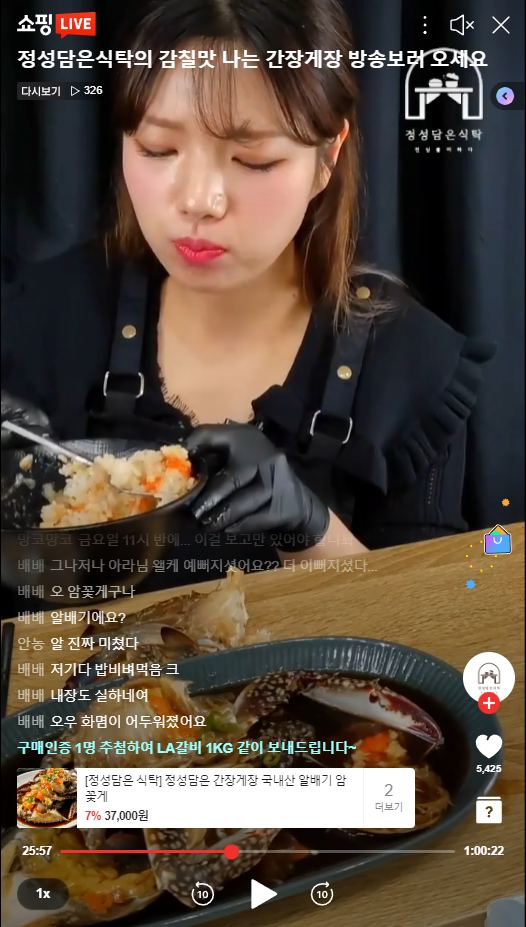 쇼핑 LIVE
정성담은식탁의 감칠맛 나는 간장게장 방송보러 오세요
다시보기 ▷ 326
정성담은식탁
앙코앙코 금요일 11시 반에... 이걸 보고만 있어야
배배 그나저나 아라님 왤케 예뻐지셧어요?? 더 이뻐지셨다...
배배 오 암꽃게구나
배배 알배기에요?
안농 알 진짜 미쳤다
배배 저기다 밥비벼먹음 크
배배 내장도 실하네여
배배 오우 화면이 어두워졌어요
구매인증 1명 추첨하여 LA갈비 1KG 같이 보내드립니다~
[정성담은 식탁] 정성담은 간장게장 국내산 알배기 암
꽃게
7% 37,000원
2
더보기
5,425
?
25:57
1:00:22
1x
10
10